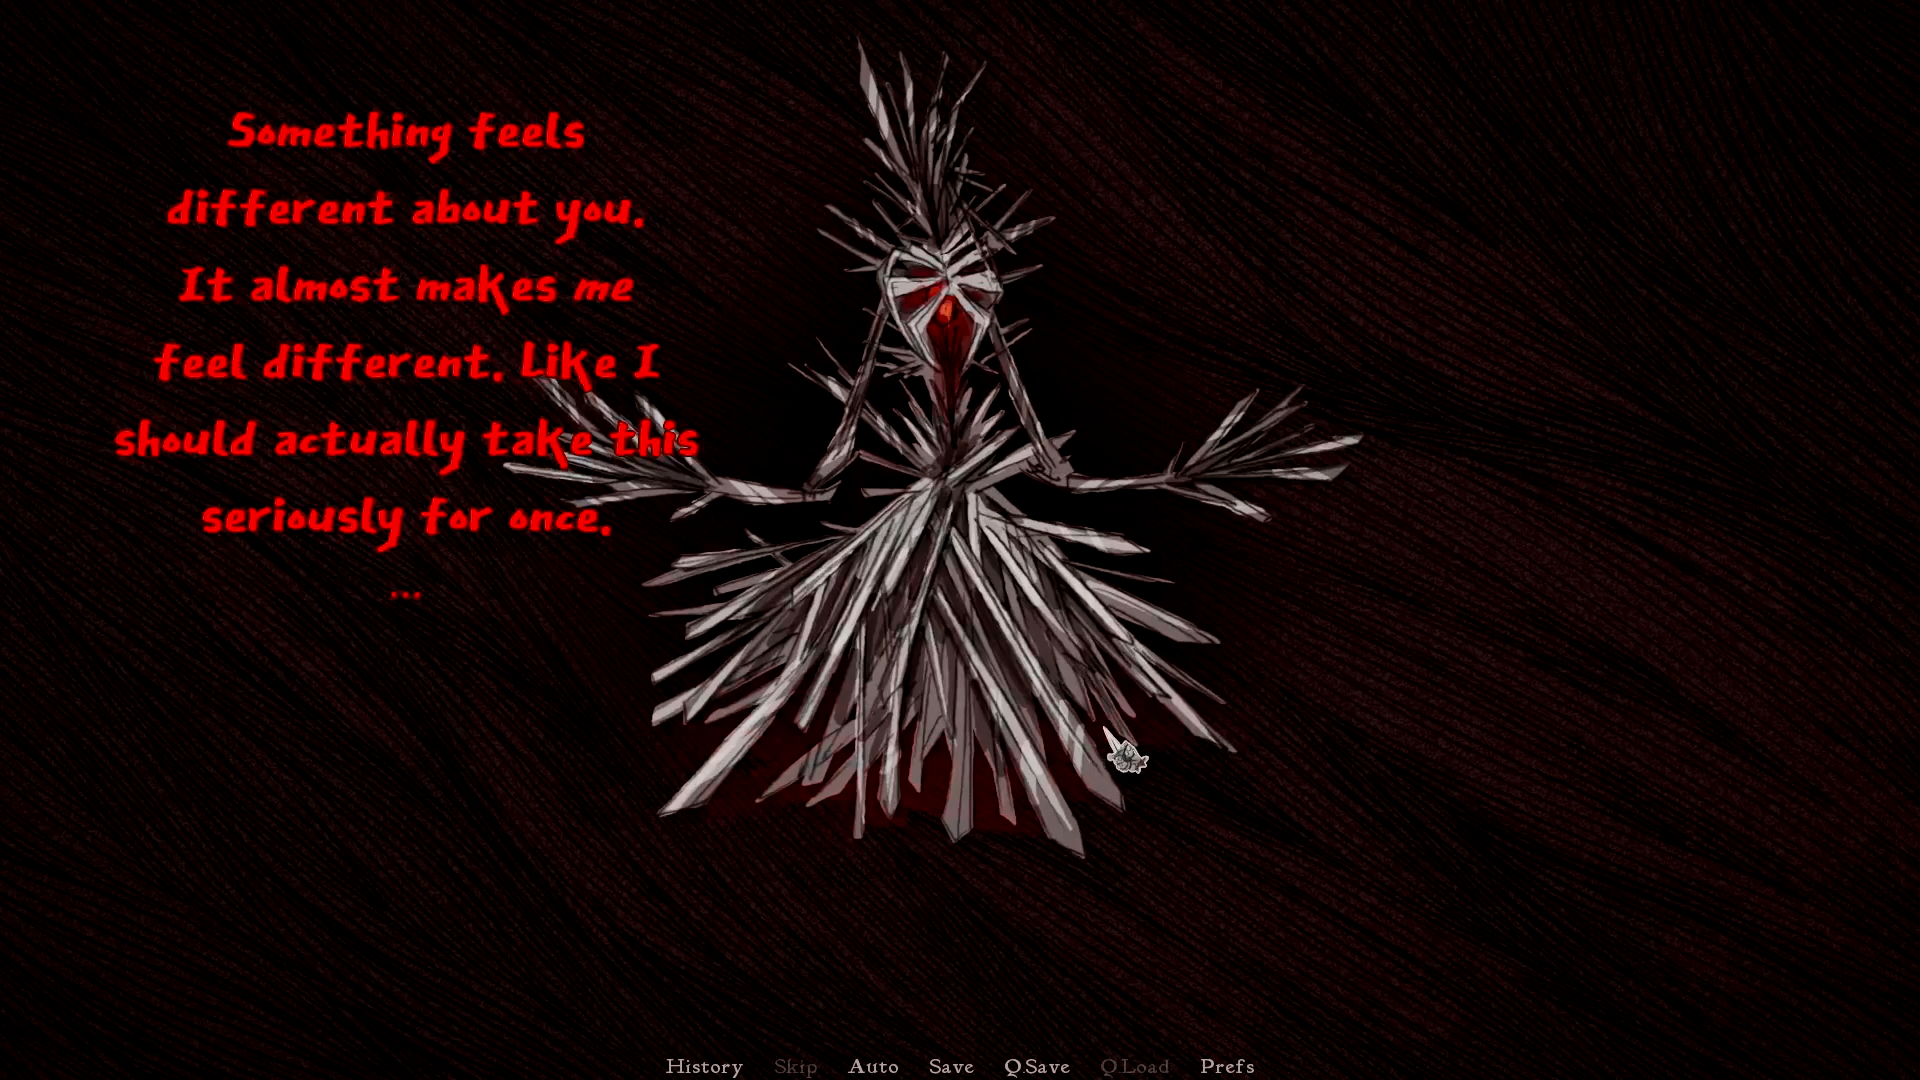 Something feels
different about you.
It almost makes me
feel different. Like I
should actually take this
seriously for once.
...
History Skip Auto Save Q.Save Q.Load Prefs